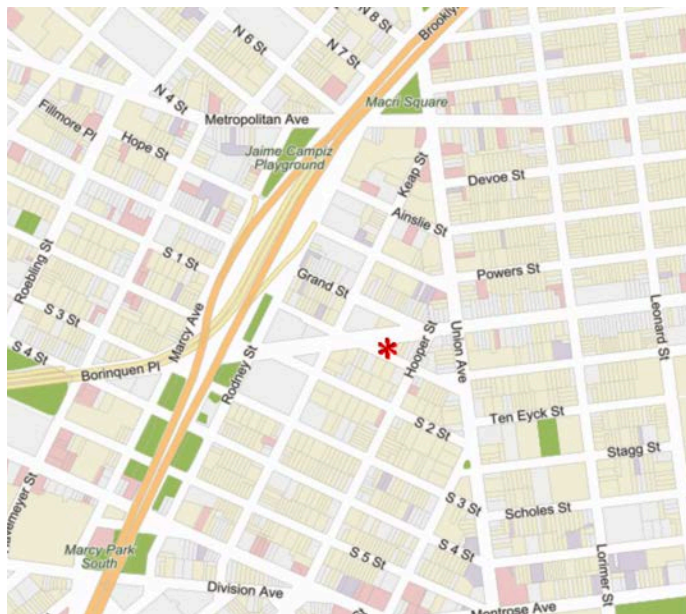 N 8 St
Brooklyn
N 6 St
N 7 St
N 4 St
Macri Square
Fillmore Pl
Metropolitan Ave
Hope St
Jaime Campiz
Playground
Keap St
Devoe St
Ainslie St
Roebling St
S 1 St
Powers St
Grand St
S 3 St
Marcy Ave
Leonard St
S 4 St
Union Ave
Hooper St
Borinquen Pl
Rodney St
Ten Eyck St
S 2 St
Stagg St
S 3 St
Scholes St
S 4 St
Marcy Park
South
S 5 St
Lorimer St
Division Ave
Montrose Ave